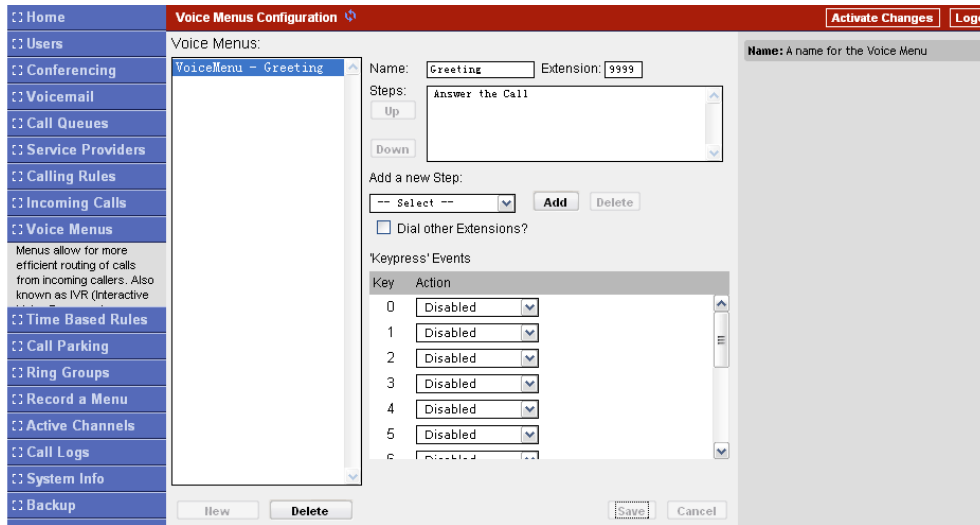 Home
Users
Conferencing
Voicemail
Call Queues
Service Providers
Calling Rules
Incoming Calls
Voice Menus
Menus allow for more
efficient routing of calls
from incoming callers. Also
known as IVR (Interactive
Time Based Rules
Call Parking
Ring Groups
Record a Menu
Active Channels
Call Logs
System Info
Backup
Voice Menus Configuration
Activate Changes
Logo
Voice Menus:
VoiceMenu - Greeting
New
Delete
Name: Greeting Extension: 9999
Steps:
Up
Down
Answer the Call
Add a new Step:
-- Select --
Add
Delete
Dial other Extensions?
'Keypress' Events
Key Action
0 Disabled
1 Disabled
2 Disabled
3 Disabled
4 Disabled
5 Disabled
6 Disabled
Save
Cancel
Name: A name for the Voice Menu